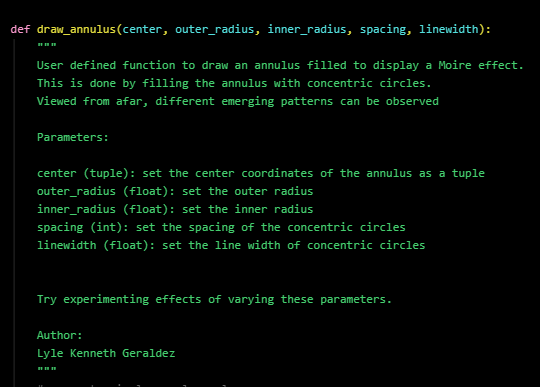 def draw_annulus(center, outer_radius, inner_radius, spacing, linewidth):
"""
User defined function to draw an annulus filled to display a Moire effect.
This is done by filling the annulus with concentric circles.
Viewed from afar, different emerging patterns can be observed
Parameters:
center (tuple): set the center coordinates of the annulus as a tuple
outer_radius (float): set the outer radius
inner_radius (float): set the inner radius
spacing (int): set the spacing of the concentric circles
linewidth (float): set the line width of concentric circles
Try experimenting effects of varying these parameters.
Author:
Lyle Kenneth Geraldez
"""